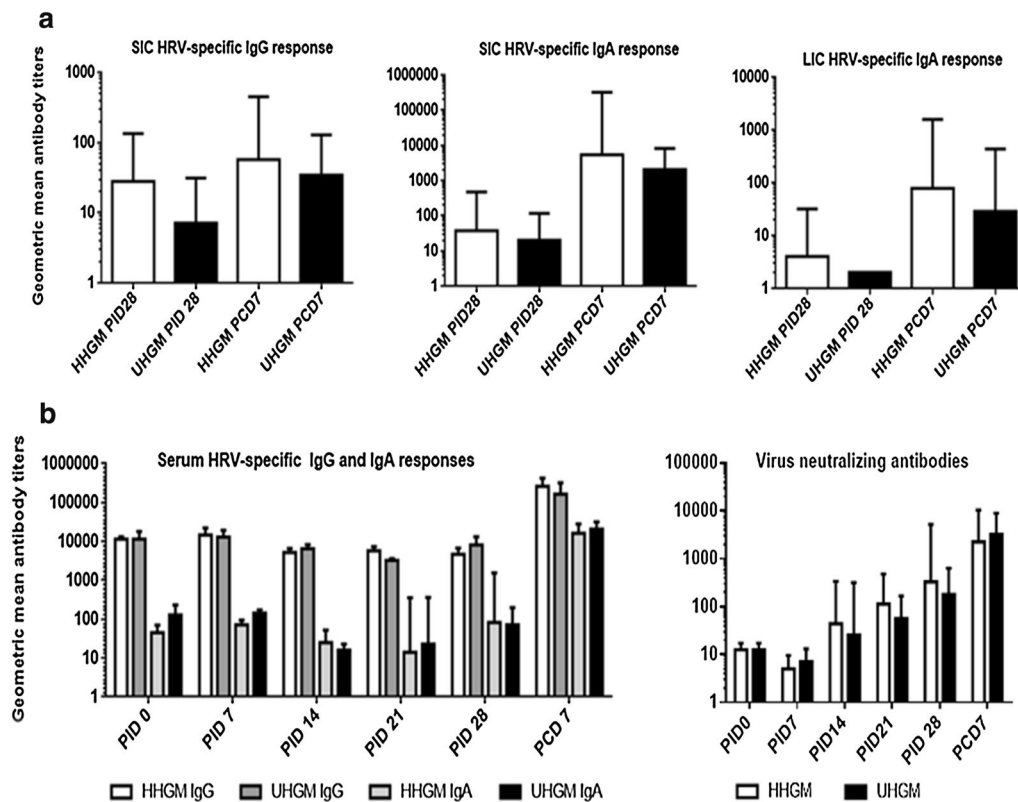 a
SIC HRV-specific IgG response
SIC HRV-specific IgA response
LIC HRV-specific IgA response
Geometric mean antibody titers
1000
100
10
1
HHGM PID28
UHGM PID 28
HHGM PCD7
UHGM PCD7
1000000
100000
10000
1000
100
10
1
HHGM PID28
UHGM PID28
HHGM PCD7
UHGM PCD7
10000
1000
100
10
1
HHGM PID28
UHGM PID 28
HHGM PCD7
UHGM PCD7
b
Serum HRV-specific IgG and IgA responses
Geometric mean antibody titers
1000000
100000
10000
1000
100
10
1
PID 0
PID 7
PID 14
PID 21
PID 28
PCD 7
HHGM IgG
UHGM IgG
HHGM IgA
UHGM IgA
Virus neutralizing antibodies
100000
10000
1000
100
10
1
PID0
PID7
PID14
PID21
PID 28
PCD7
HHGM
UHGM